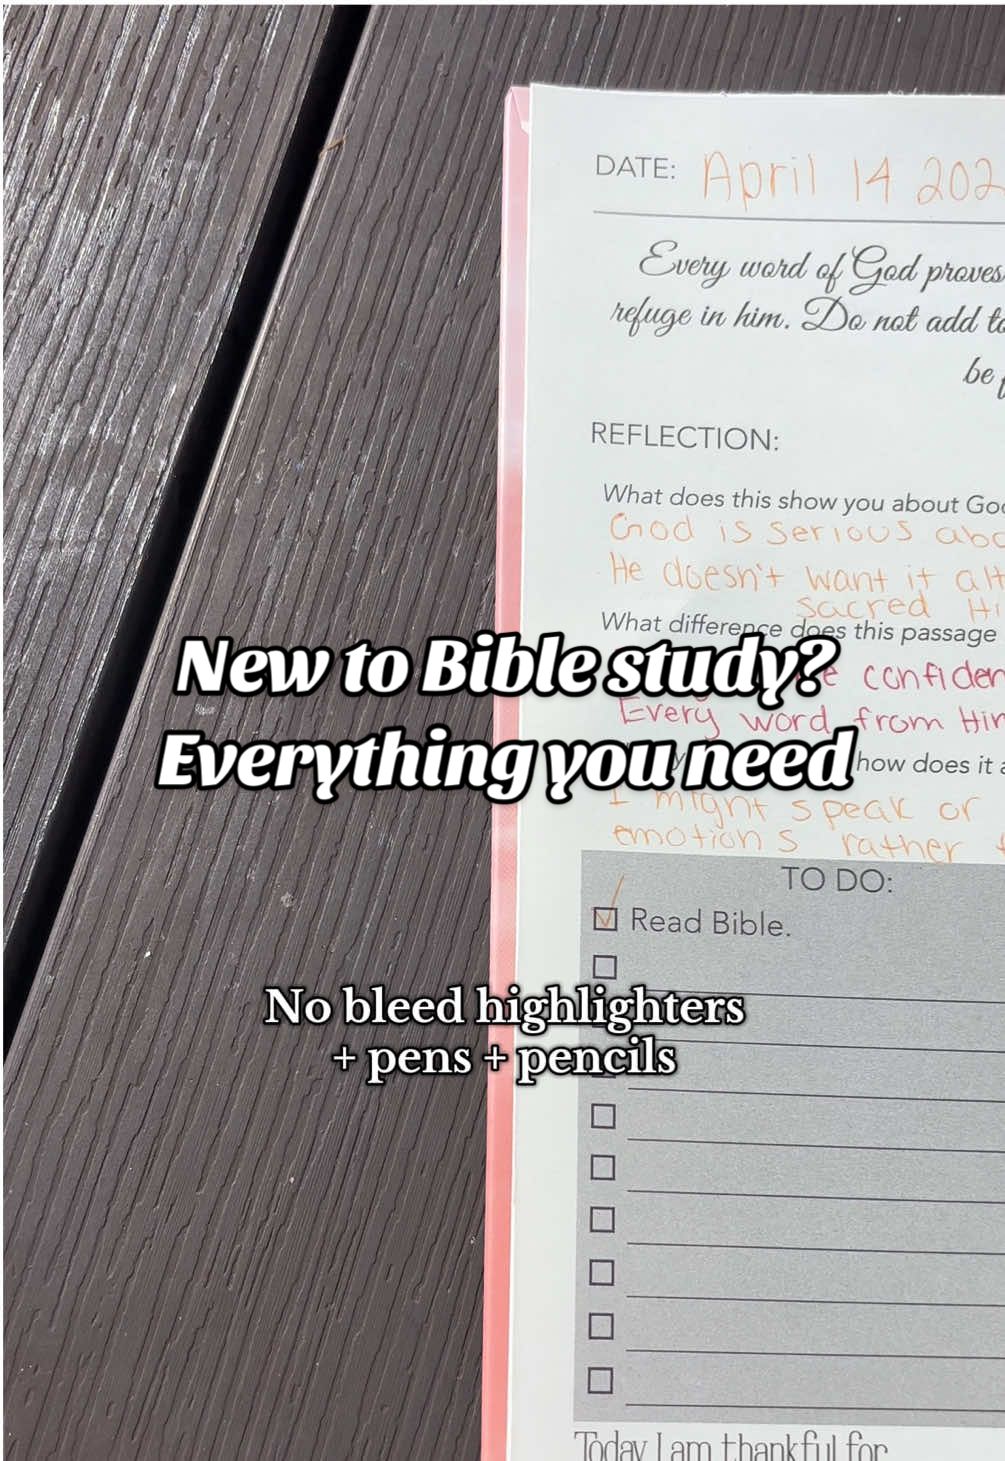 DATE: April 14 202
Every word of God proves
refuge in him. Do not add to
be
REFLECTION:
What does this show you about God
God is serious abo
He doesn't want it alt
sacred Hi
What difference does this passage
New to Bible study?
confiden
Every word from Him
Everything you need
how does it a
I might speak or
emotions rather
TO DO:
Read Bible.
No bleed highlighters
+ pens + pencils
Today I am thankful for